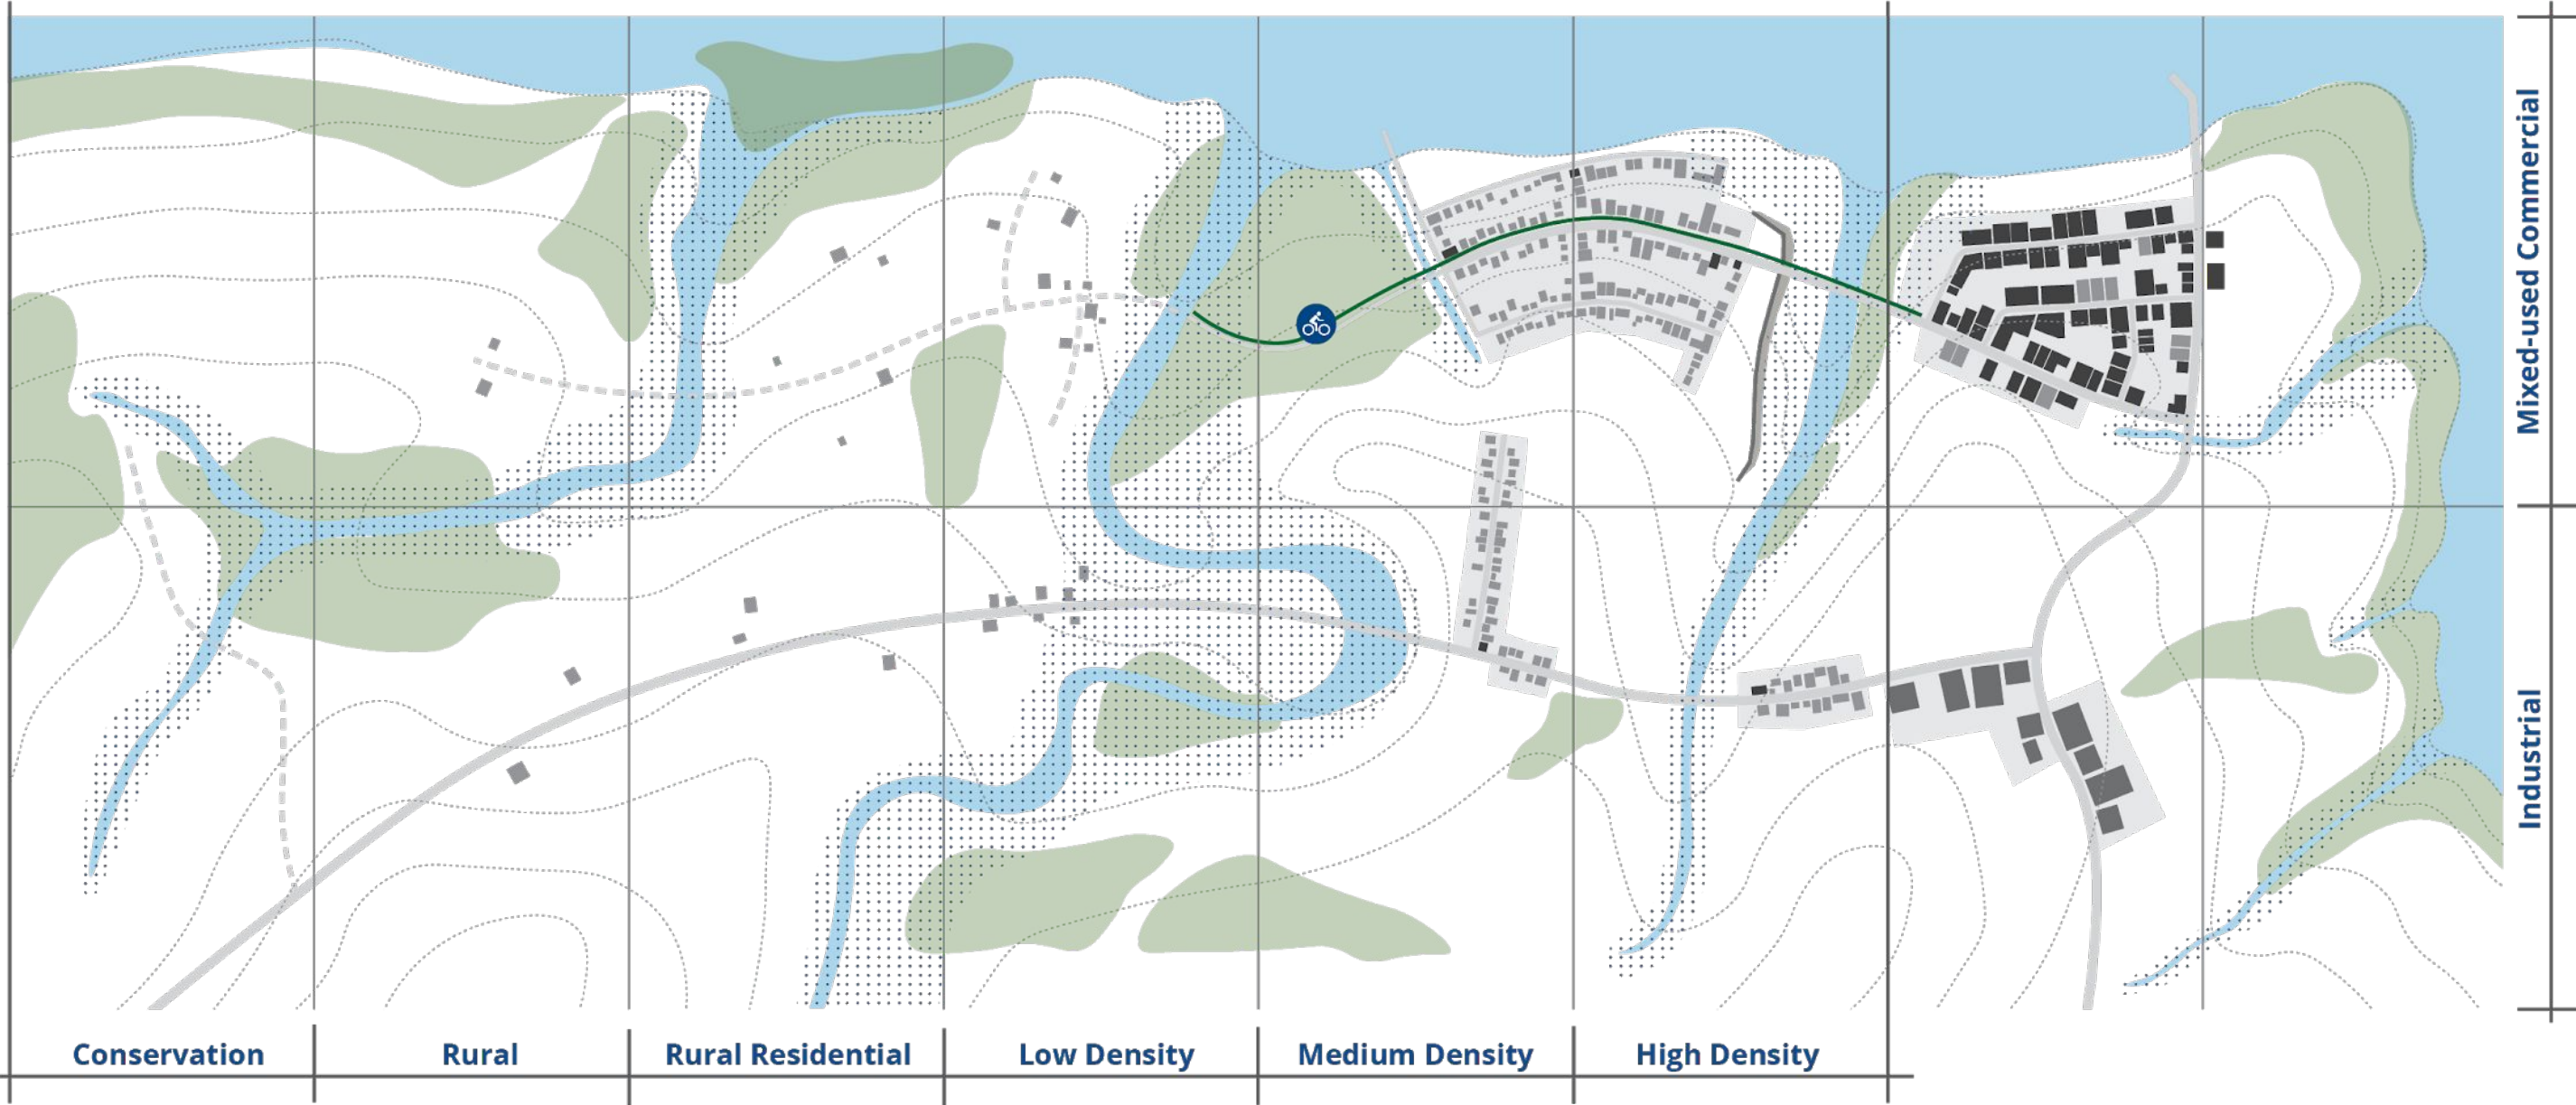 Mixed-used Commercial
Industrial
Conservation
Rural
Rural Residential
Low Density
Medium Density
High Density